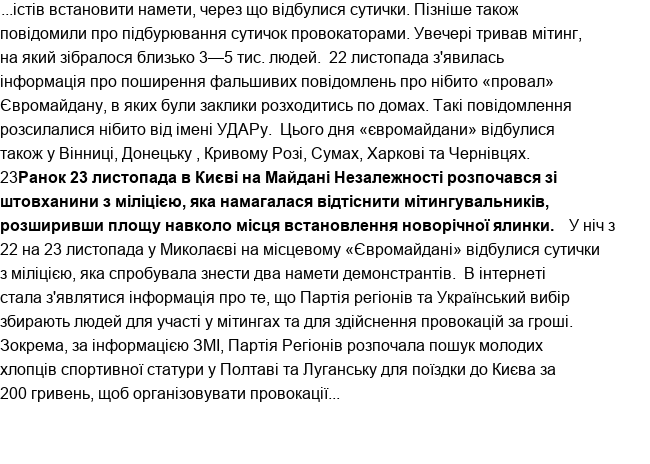 ...істів встановити намети, через що відбулися сутички. Пізніше також
повідомили про підбурювання сутичок провокаторами. Увечері тривав мітинг,
на який зібралося близько 3—5 тис. людей.  22 листопада з'явилась
інформація про поширення фальшивих повідомлень про нібито «провал»
Євромайдану, в яких були заклики розходитись по домах. Такі повідомлення
розсилалися нібито від імені УДАРу.  Цього дня «євромайдани» відбулися
також у Вінниці, Донецьку , Кривому Розі, Сумах, Харкові та Чернівцях.
23Ранок 23 листопада в Києві на Майдані Незалежності розпочався зі
штовханини з міліцією, яка намагалася відтіснити мітингувальників,
розширивши площу навколо місця встановлення новорічної ялинки.   У ніч з
22 на 23 листопада у Миколаєві на місцевому «Євромайдані» відбулися сутички
з міліцією, яка спробувала знести два намети демонстрантів.  В інтернеті
стала з'являтися інформація про те, що Партія регіонів та Український вибір
збирають людей для участі у мітингах та для здійснення провокацій за гроші.
Зокрема, за інформацією ЗМІ, Партія Регіонів розпочала пошук молодих
хлопців спортивної статури у Полтаві та Луганську для поїздки до Києва за
200 гривень, щоб організовувати провокації...